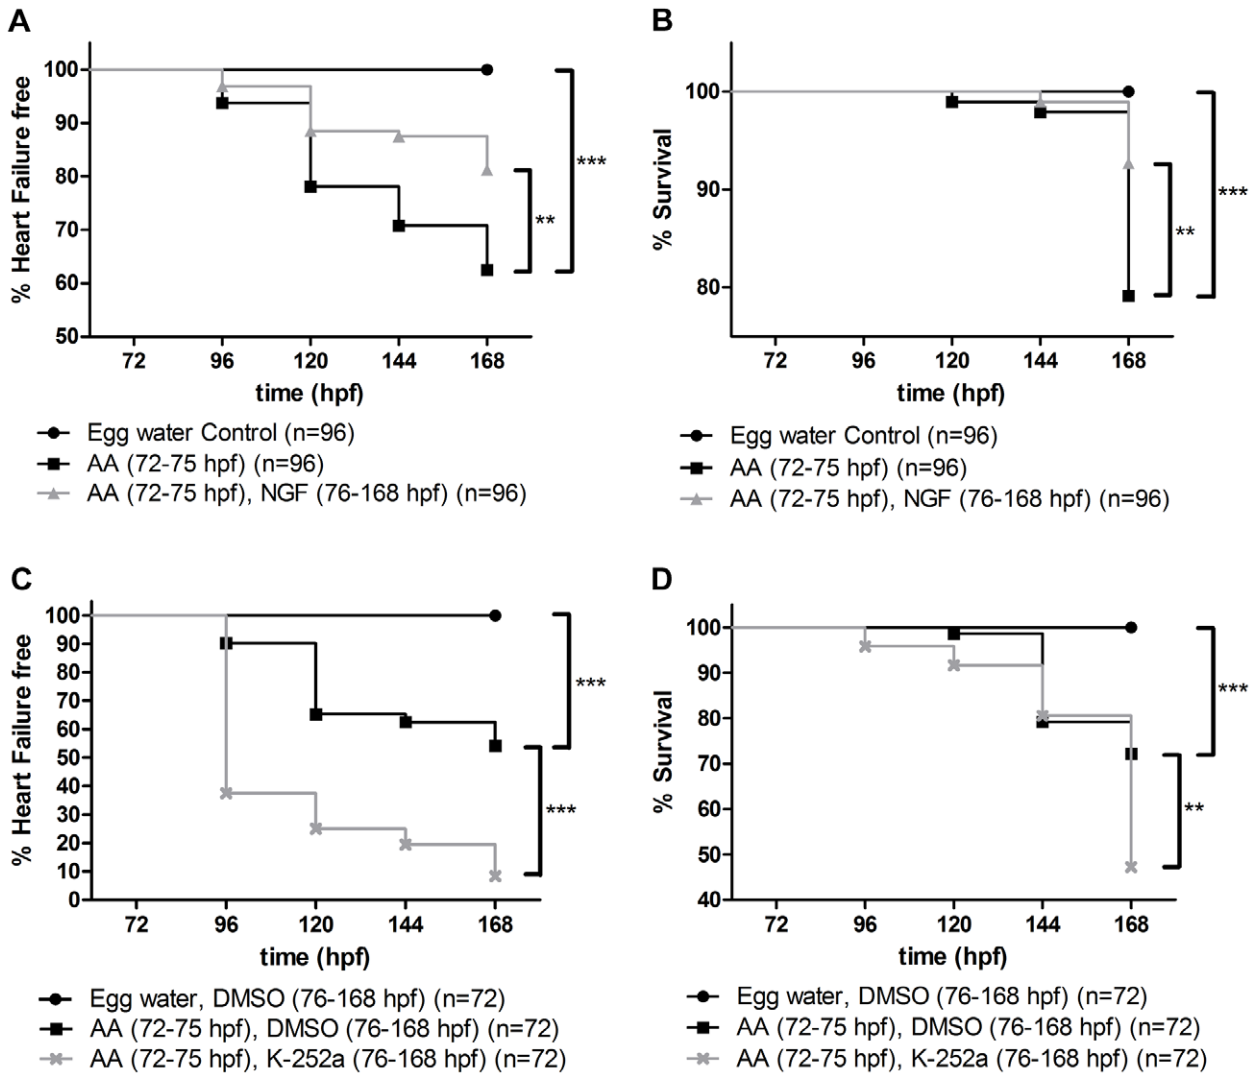 A
% Heart Failure free
100
90
80
70
60
50
72 96 120 144 168
time (hpf)
***
**
Egg water Control (n=96)
AA (72-75 hpf) (n=96)
AA (72-75 hpf), NGF (76-168 hpf) (n=96)
B
% Survival
100
90
80
72 96 120 144 168
time (hpf)
***
**
Egg water Control (n=96)
AA (72-75 hpf) (n=96)
AA (72-75 hpf), NGF (76-168 hpf) (n=96)
C
% Heart Failure free
100
90
80
70
60
50
40
30
20
10
0
72 96 120 144 168
time (hpf)
***
***
Egg water, DMSO (76-168 hpf) (n=72)
AA (72-75 hpf), DMSO (76-168 hpf) (n=72)
AA (72-75 hpf), K-252a (76-168 hpf) (n=72)
D
% Survival
100
90
80
70
60
50
40
72 96 120 144 168
time (hpf)
***
**
Egg water, DMSO (76-168 hpf) (n=72)
AA (72-75 hpf), DMSO (76-168 hpf) (n=72)
AA (72-75 hpf), K-252a (76-168 hpf) (n=72)